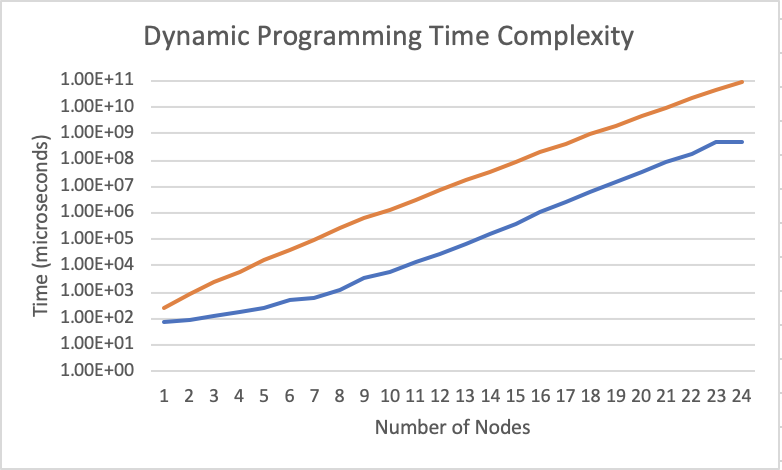 Dynamic Programming Time Complexity
1.00E+11
1.00E+10
1.00E+09
1.00E+08
1.00E+07
1.00E+06
1.00E+05
1.00E+04
1.00E+03
1.00E+02
1.00E+01
1.00E+00
Time (microseconds)
1 2 3 4 5 6 7 8 9 10 11 12 13 14 15 16 17 18 19 20 21 22 23 24
Number of Nodes